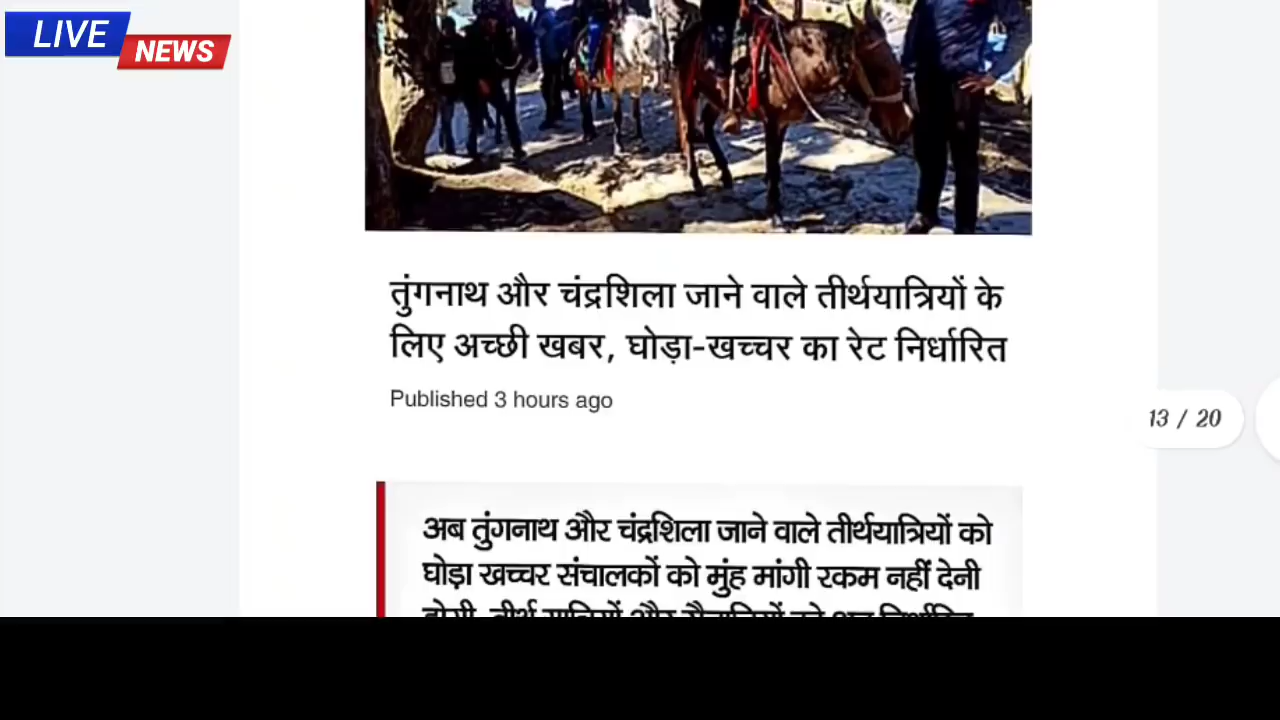 LIVE
NEWS
तुंगनाथ और चंद्रशिला जाने वाले तीर्थयात्रियों के
लिए अच्छी खबर, घोड़ा-खच्चर का रेट निर्धारित
Published 3 hours ago
13 / 20
अब तुंगनाथ और चंद्रशिला जाने वाले तीर्थयात्रियों को
घोड़ा खच्चर संचालकों को मुंह मांगी रकम नहीं देनी